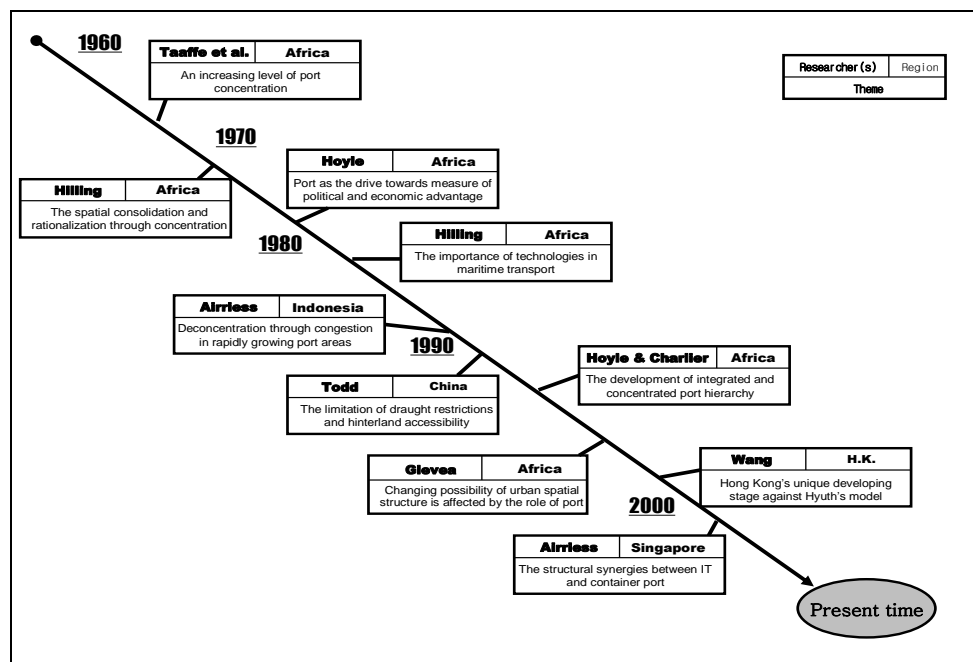 1960
Taaffe et al. Africa
An increasing level of port
concentration
Researcher(s) Region
Theme
1970
Hoyle Africa
Port as the drive towards measure of
political and economic advantage
Hilling Africa
The spatial consolidation and
rationalization through concentration
1980
Hilling Africa
The importance of technologies in
maritime transport
Airriess Indonesia
Deconcentration through congestion
in rapidly growing port areas
1990
Todd China
The limitation of draught restrictions
and hinterland accessibility
Hoyle & Charlier Africa
The development of integrated and
concentrated port hierarchy
Glevea Africa
Changing possibility of urban spatial
structure is affected by the role of port
Wang H.K.
Hong Kong's unique developing
stage against Hyuth's model
2000
Airriess Singapore
The structural synergies between IT
and container port
Present time